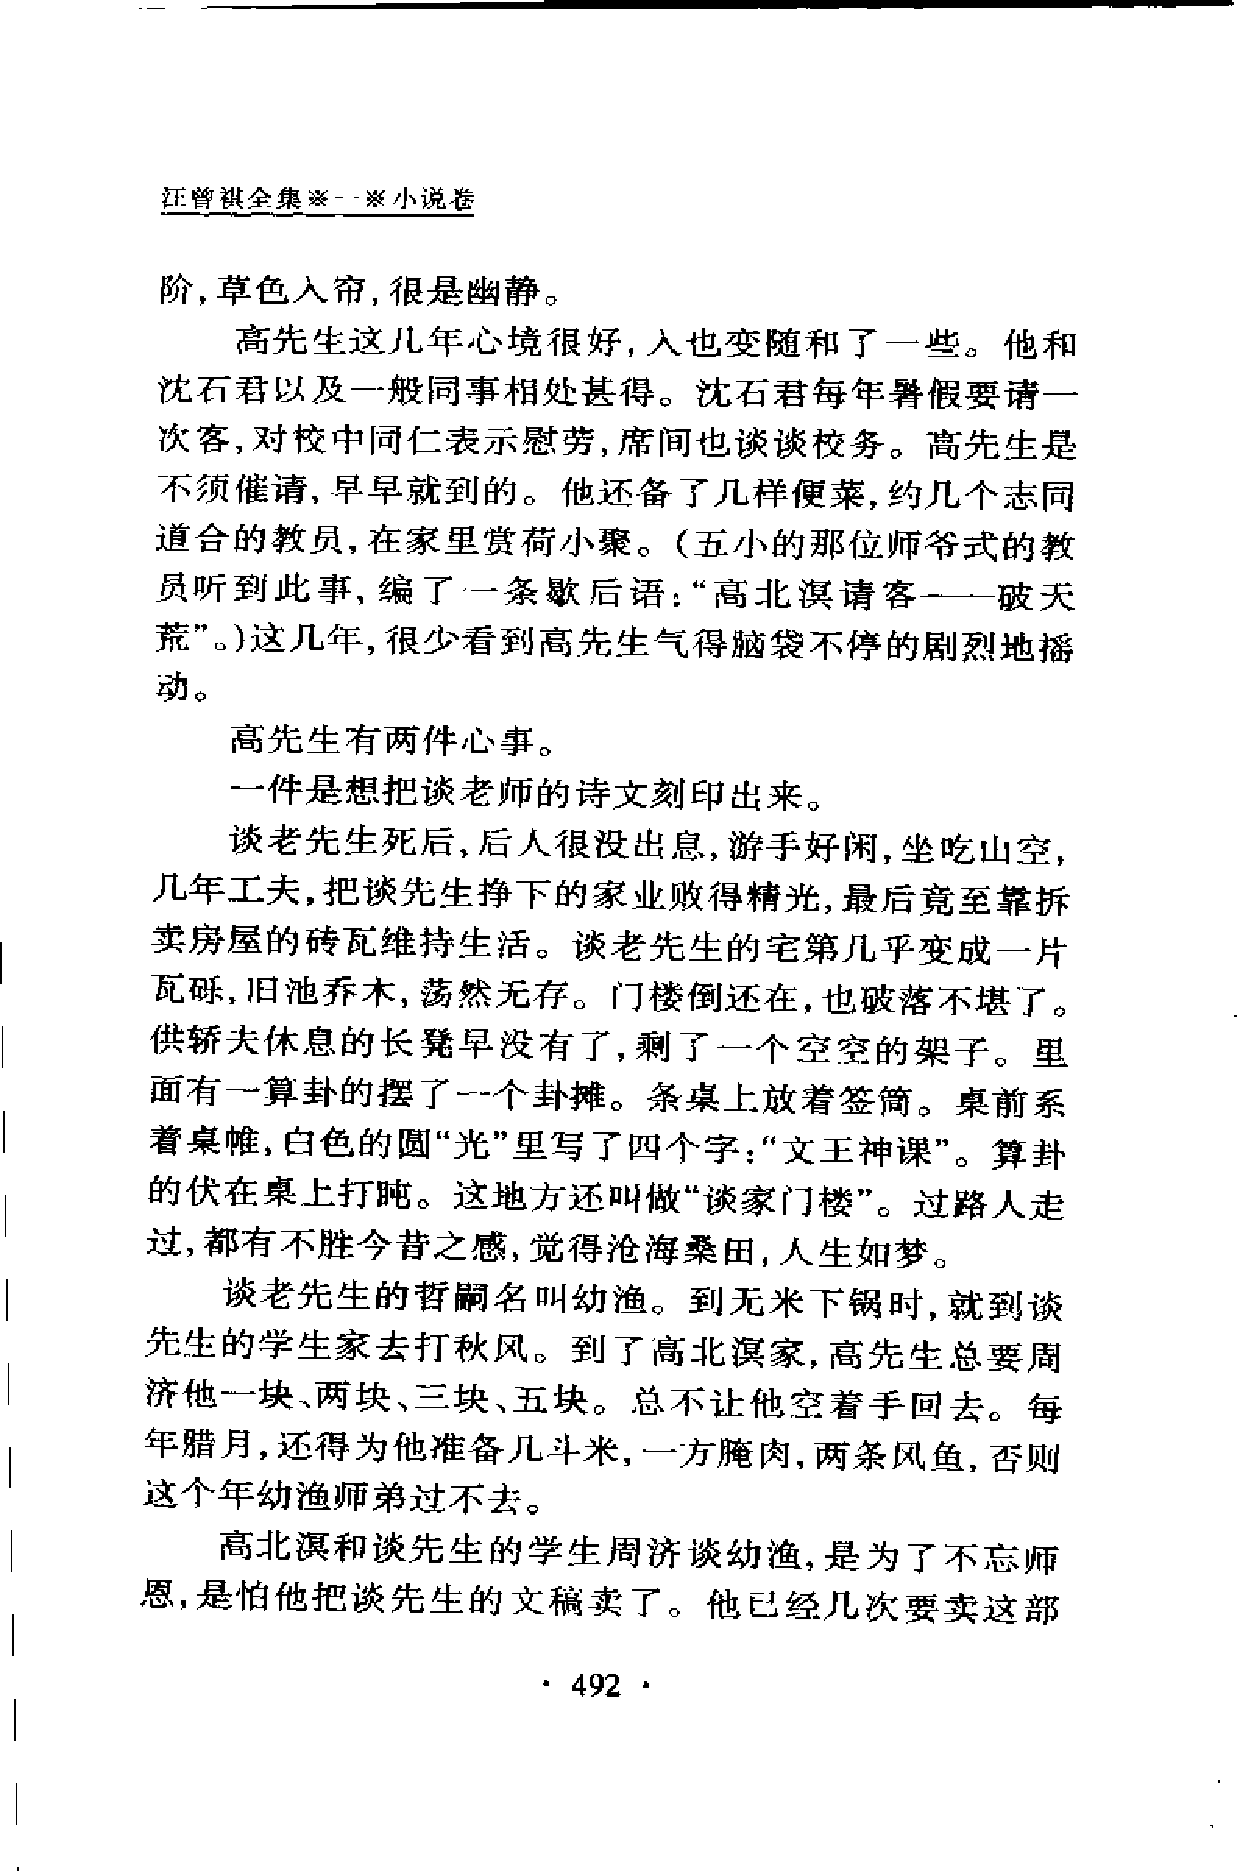 汪曾祺全集※一※小说卷
阶,草色入帘,很是幽静。
高先生这几年心境很好,人也变随和了一些。他和
沈石君以及一般同事相处甚得。沈石君每年暑假要请一
次客,对校中同仁表示慰劳,席间也谈谈校务。高先生是
不须催请,早早就到的。他还备了几样便菜,约几个志同
道合的教员,在家里赏荷小聚。(五小的那位师爷式的教
员听到此事,编了一条歇后语:“高北溟请客——破天
荒”。)这几年,很少看到高先生气得脑袋不停的剧烈地摇
动。
高先生有两件心事。
一件是想把谈老师的诗文刻印出来。
谈老先生死后,后人很没出息,游手好闲,坐吃山空,
几年工夫,把谈先生挣下的家业败得精光,最后竟至靠拆
卖房屋的砖瓦维持生活。谈老先生的宅第几乎变成一片
瓦砾,旧池乔木,荡然无存。门楼倒还在,也破落不堪了。
供轿夫休息的长凳早没有了,剩了一个空空的架子。里
面有一算卦的摆了一个卦摊。条桌上放着签筒。桌前系
着桌帷,白色的圆“光”里写了四个字:“文王神课”。算卦
的伏在桌上打盹。这地方还叫做“谈家门楼”。过路人走
过,都有不胜今昔之感,觉得沧海桑田,人生如梦。
谈老先生的哲嗣名叫幼渔。到无米下锅时,就到谈
先生的学生家去打秋风。到了高北溟家,高先生总要周
济他一块、两块、三块、五块。总不让他空着手回去。每
年腊月,还得为他准备几斗米,一方腌肉,两条风鱼,否则
这个年幼渔师弟过不去。
高北溟和谈先生的学生周济谈幼渔,是为了不忘师
恩,是怕他把谈先生的文稿卖了。他已经几次要卖这部
· 492 ·